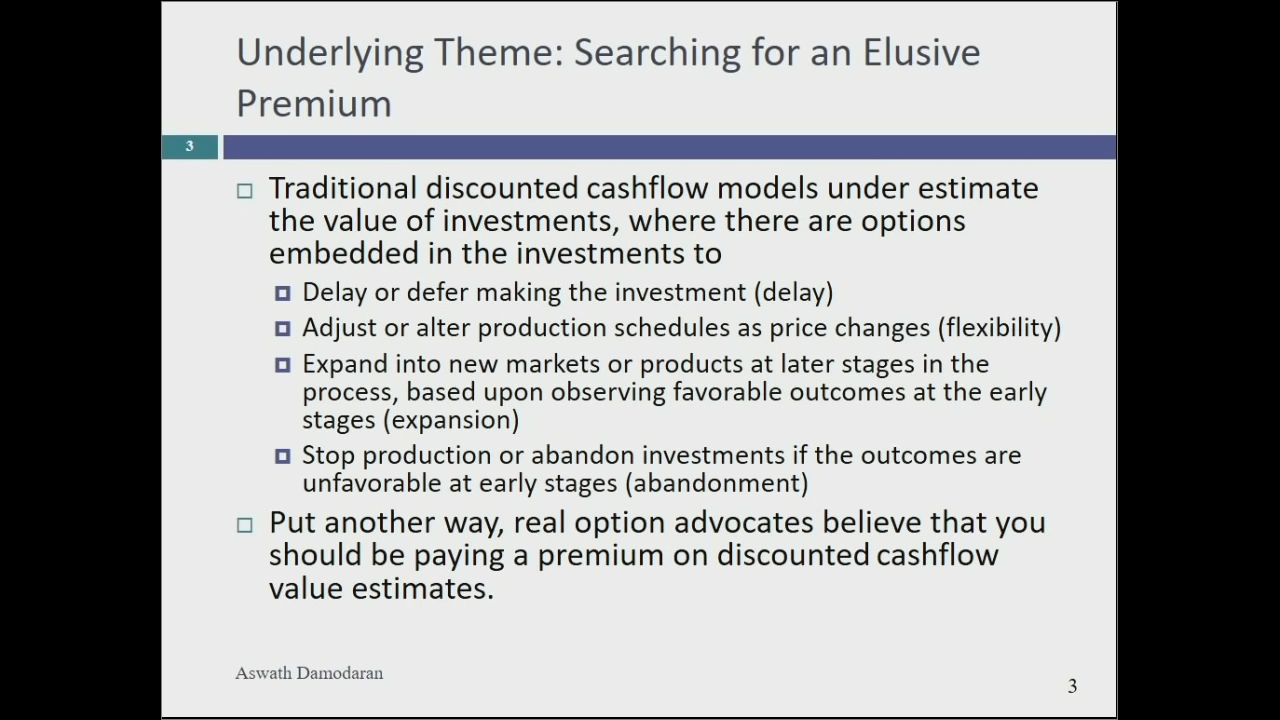 Underlying Theme: Searching for an Elusive
Premium
3
Traditional discounted cashflow models under estimate
the value of investments, where there are options
embedded in the investments to
Delay or defer making the investment (delay)
Adjust or alter production schedules as price changes (flexibility)
Expand into new markets or products at later stages in the
process, based upon observing favorable outcomes at the early
stages (expansion)
Stop production or abandon investments if the outcomes are
unfavorable at early stages (abandonment)
Put another way, real option advocates believe that you
should be paying a premium on discounted cashflow
value estimates.
Aswath Damodaran
3